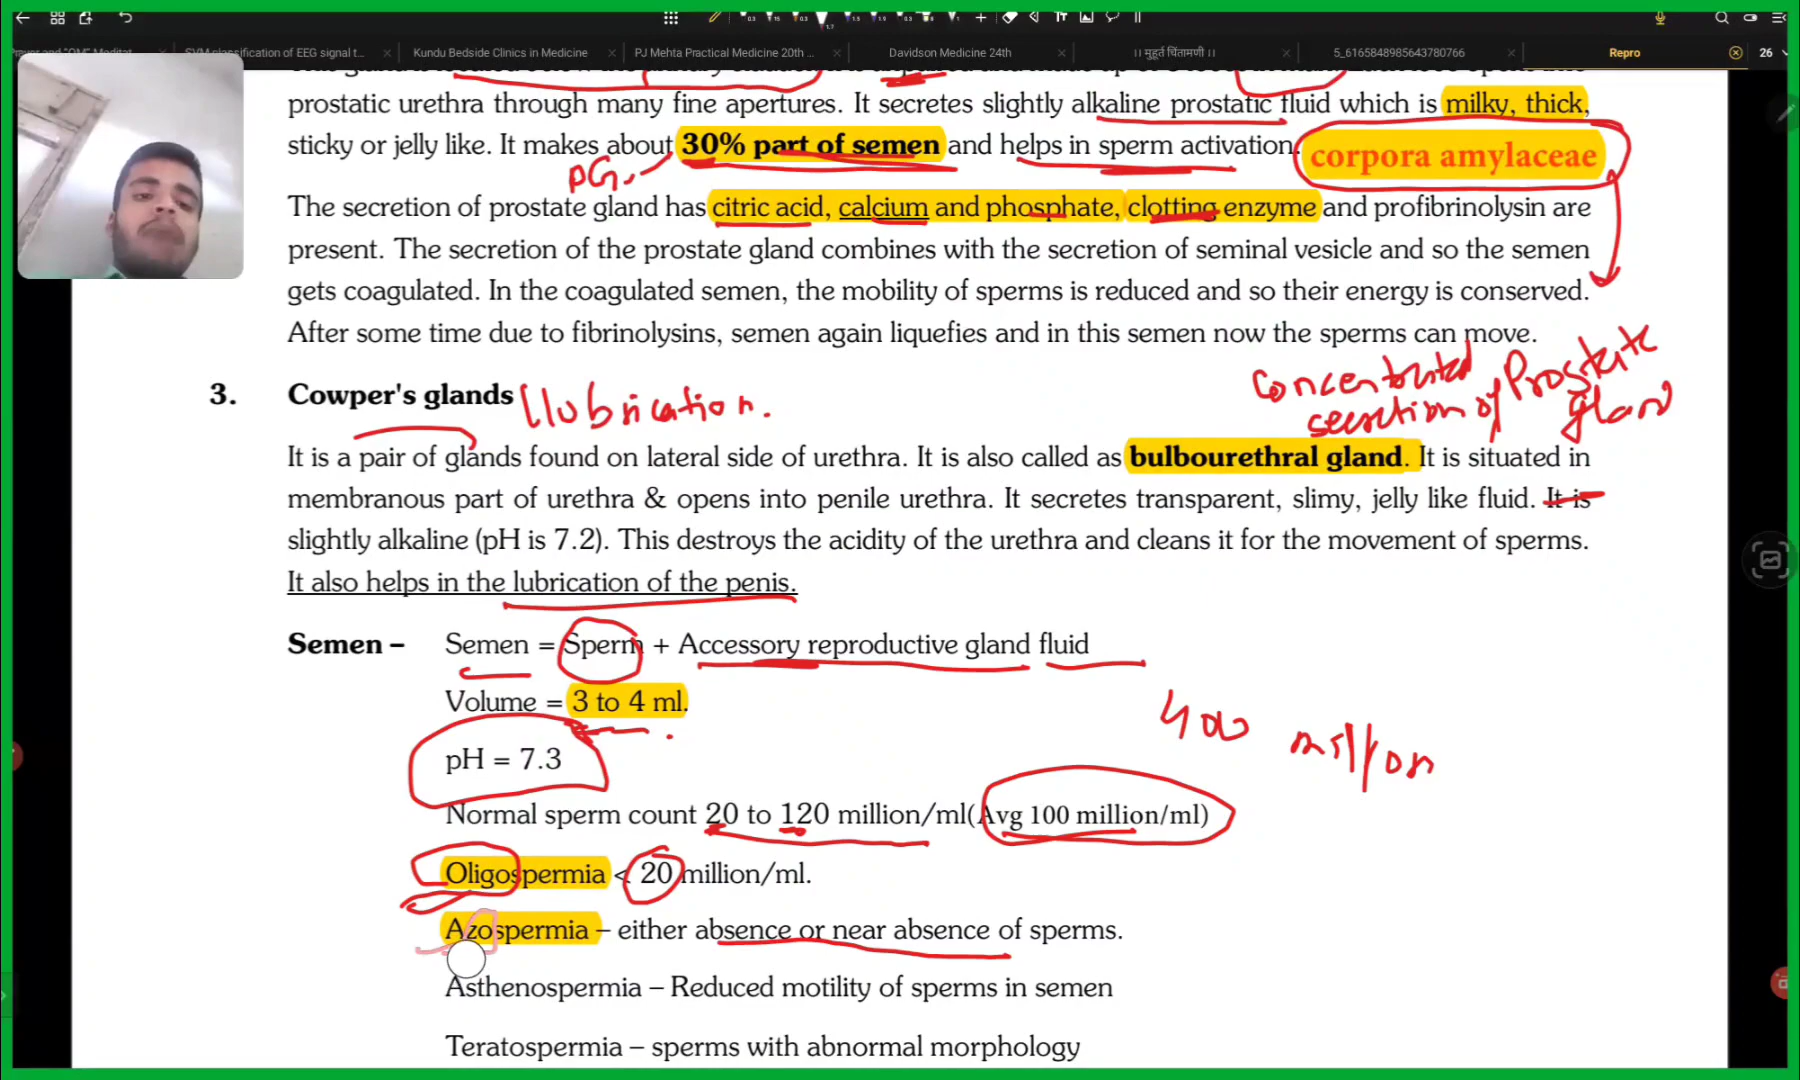 Prayer and "OM" Meditat
SVM classification of EEG signal t...
Kundu Bedside Clinics in Medicine
PJ Mehta Practical Medicine 20th ...
Davidson Medicine 24th
।। मुहूर्त चिंतामणी ।।
5_6165848985643780766
Repro
26
prostatic urethra through many fine apertures. It secretes slightly alkaline prostatic fluid which is milky, thick,
sticky or jelly like. It makes about 30% part of semen and helps in sperm activation.
corpora amylaceae
PG
The secretion of prostate gland has citric acid, calcium and phosphate, clotting enzyme and profibrinolysin are
present. The secretion of the prostate gland combines with the secretion of seminal vesicle and so the semen
gets coagulated. In the coagulated semen, the mobility of sperms is reduced and so their energy is conserved.
After some time due to fibrinolysins, semen again liquefies and in this semen now the sperms can move.
concentrated
secretion of Prostate
gland
3. Cowper's glands
lubrication.
It is a pair of glands found on lateral side of urethra. It is also called as bulbourethral gland. It is situated in
membranous part of urethra & opens into penile urethra. It secretes transparent, slimy, jelly like fluid. It is
slightly alkaline (pH is 7.2). This destroys the acidity of the urethra and cleans it for the movement of sperms.
It also helps in the lubrication of the penis.
Semen – Semen = Sperm + Accessory reproductive gland fluid
Volume = 3 to 4 ml.
400 million
pH = 7.3
Normal sperm count 20 to 120 million/ml(Avg 100 million/ml)
Oligospermia < 20 million/ml.
Azospermia – either absence or near absence of sperms.
Asthenospermia – Reduced motility of sperms in semen
Teratospermia – sperms with abnormal morphology